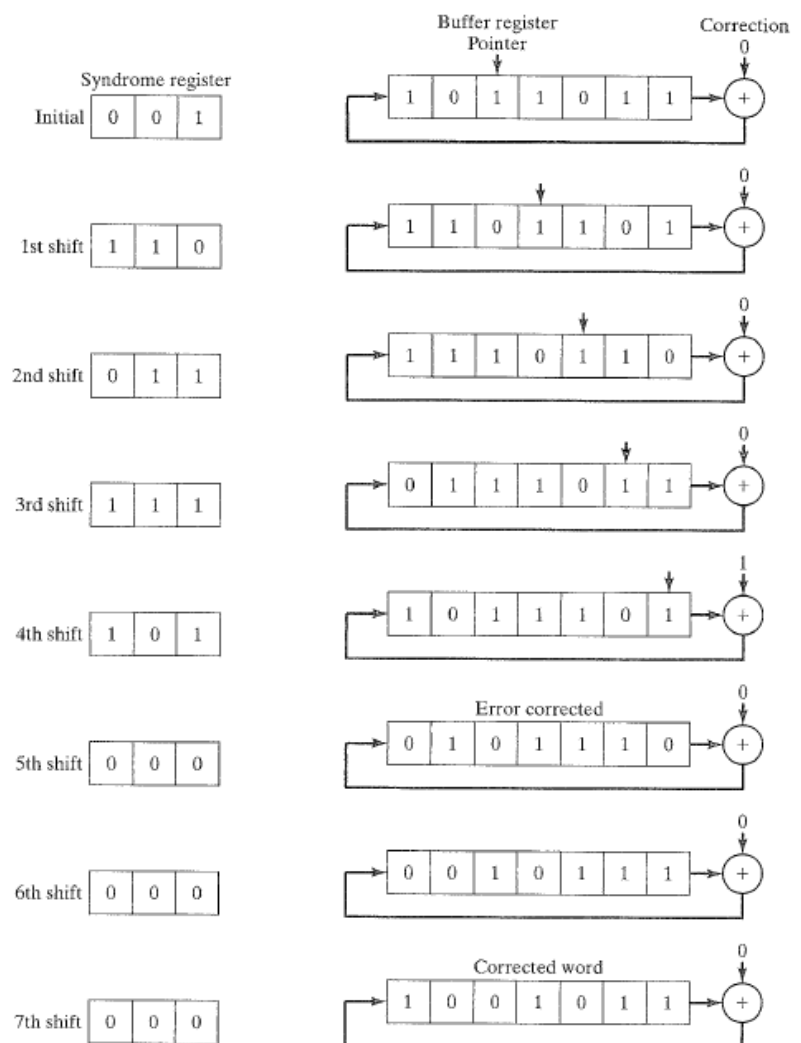 Buffer register
Pointer
Correction
0
Syndrome register
Initial 0 0 1 1 0 1 1 0 1 1 +
0
1st shift 1 1 0 1 1 0 1 1 0 1 +
0
2nd shift 0 1 1 1 1 1 0 1 1 0 +
0
3rd shift 1 1 1 0 1 1 1 0 1 1 +
1
4th shift 1 0 1 1 0 1 1 1 0 1 +
0
Error corrected
5th shift 0 0 0 0 1 0 1 1 1 0 +
0
6th shift 0 0 0 0 0 1 0 1 1 1 +
0
Corrected word
7th shift 0 0 0 1 0 0 1 0 1 1 +